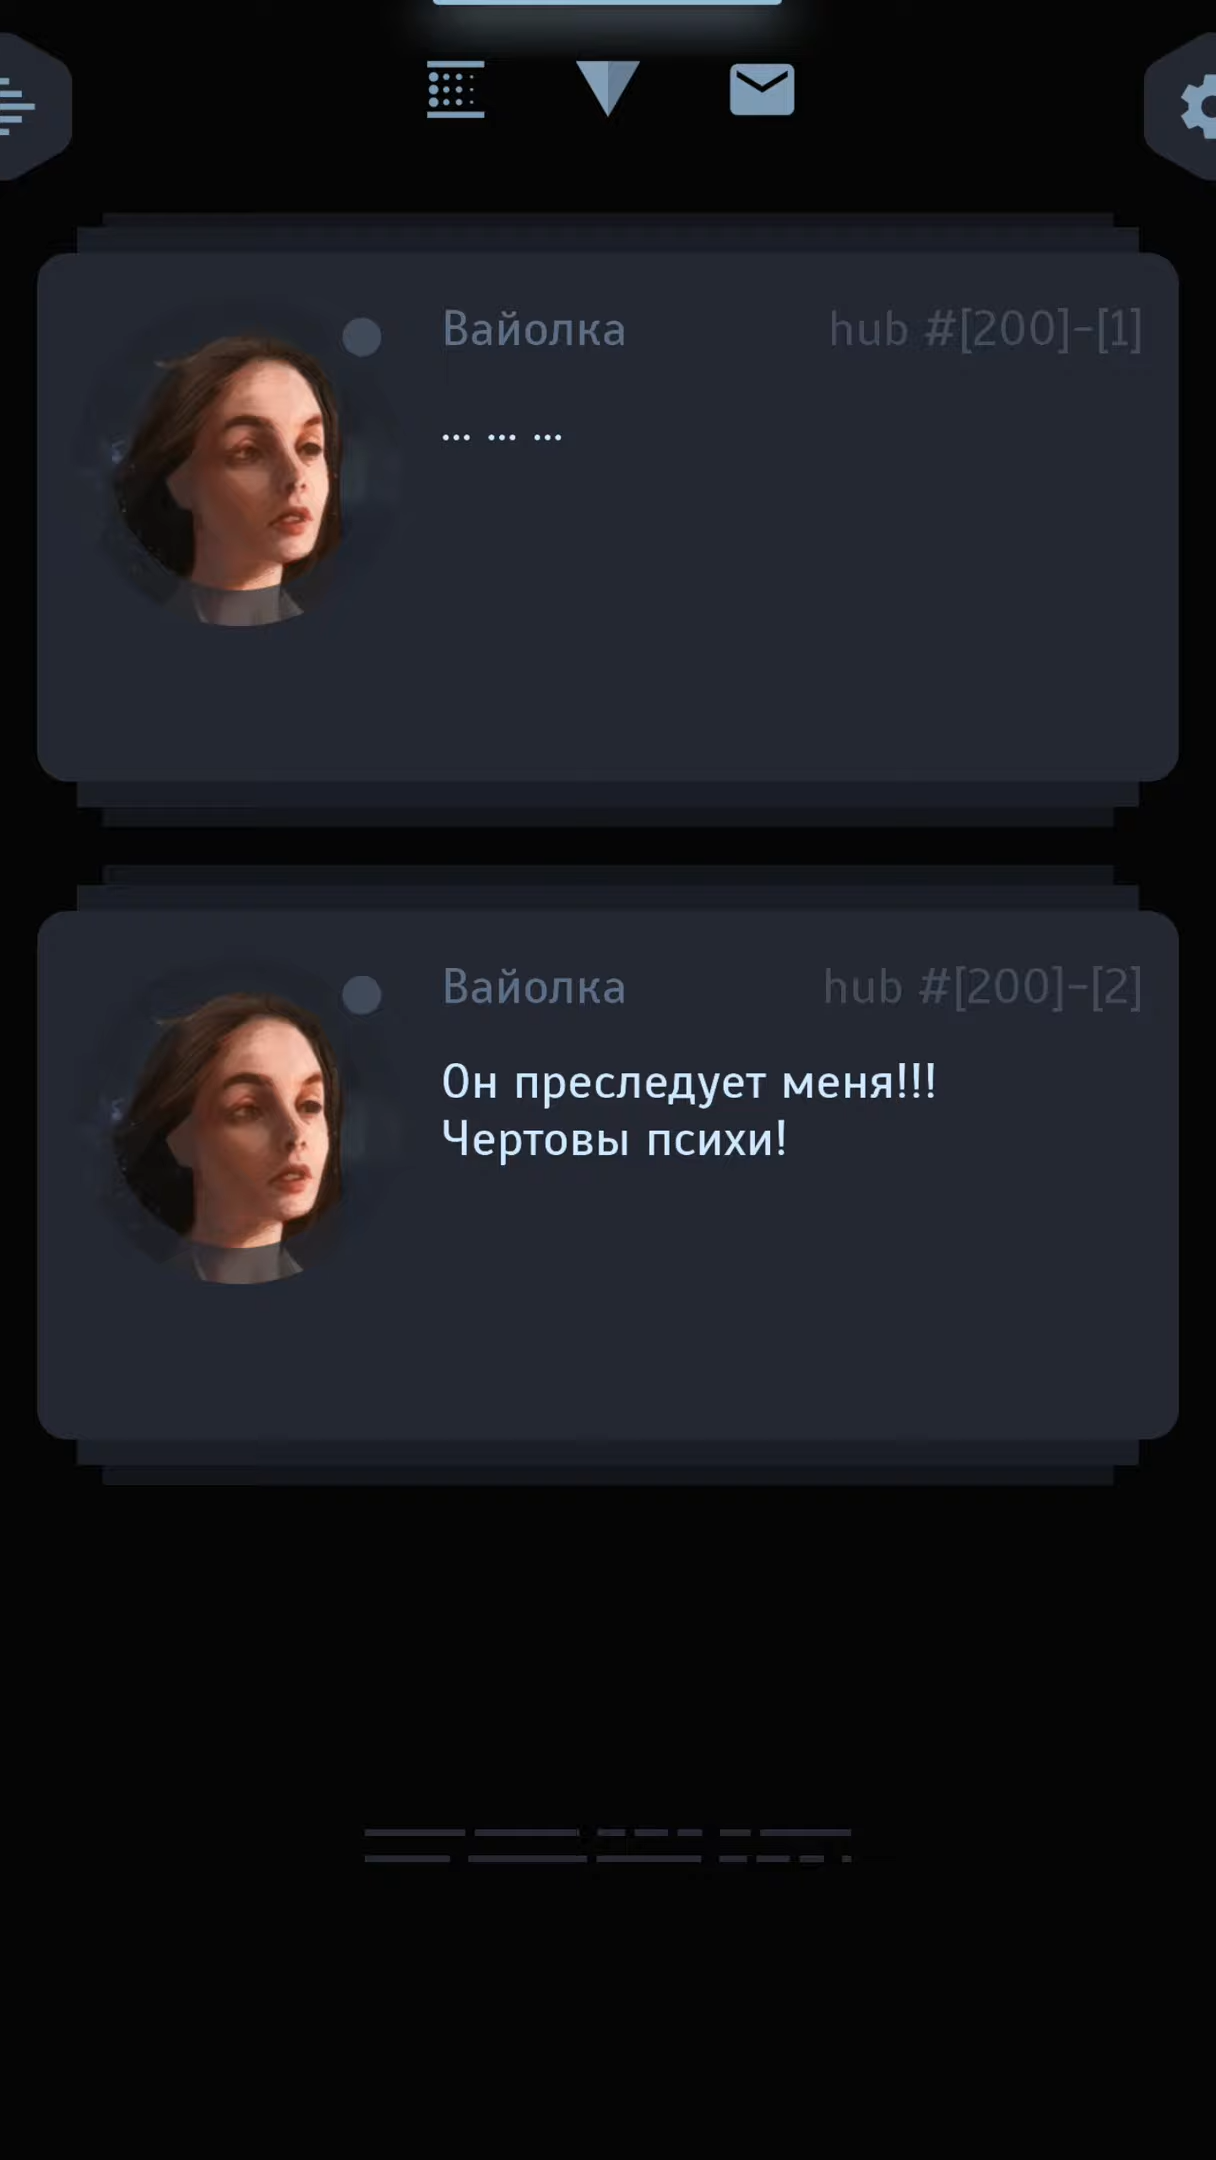 Вайолка hub #[200]-[1]
... ... ...
Вайолка hub #[200]-[2]
Он преследует меня!!!
Чертовы психи!